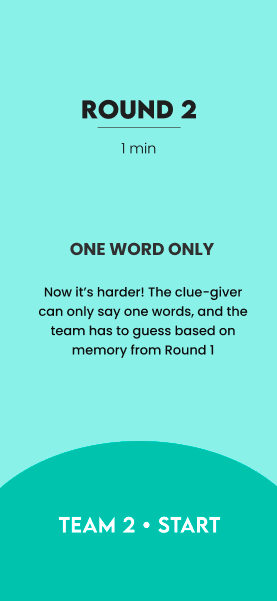 ROUND 2
1 min
ONE WORD ONLY
Now it's harder! The clue-giver
can only say one words, and the
team has to guess based on
memory from Round 1
TEAM 2 • START